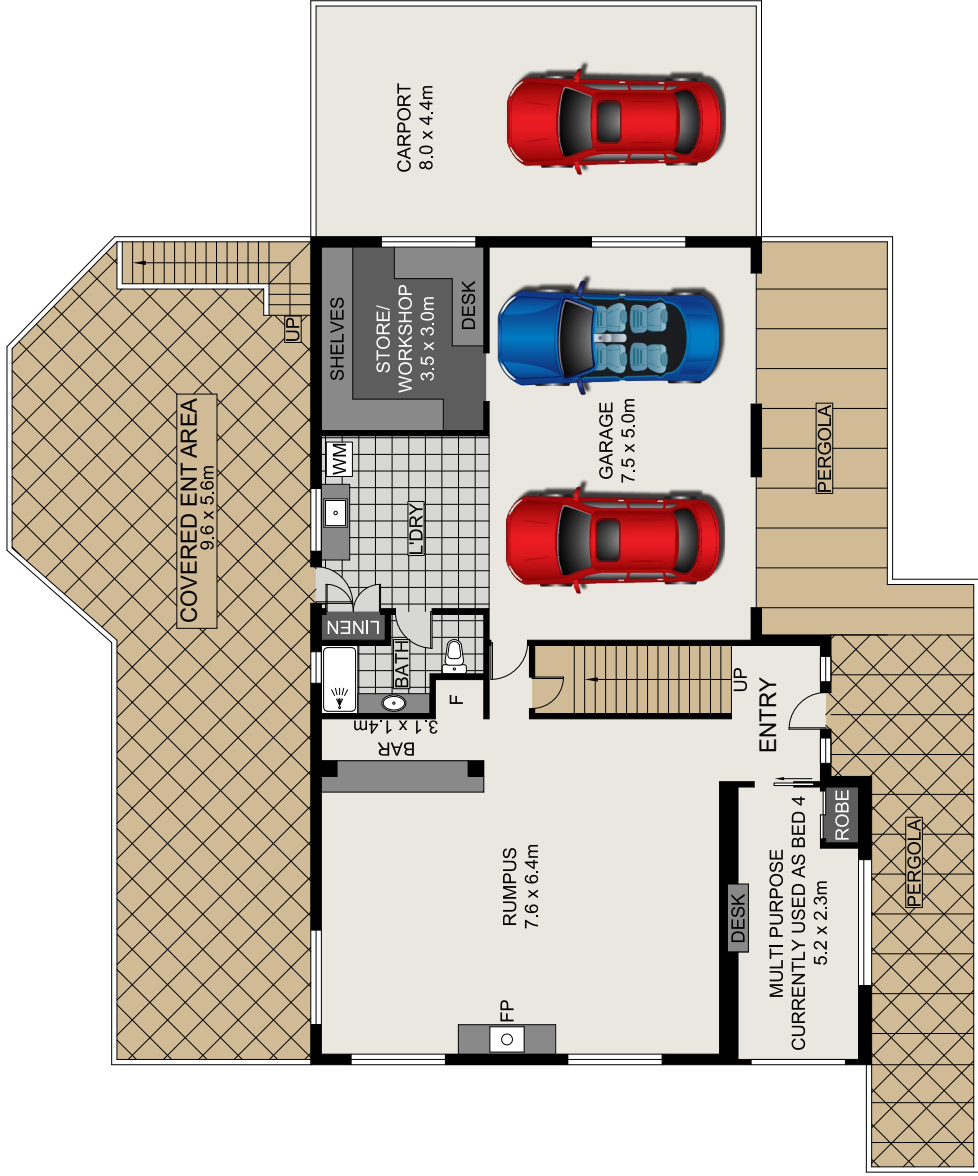 CARPORT
8.0 x 4.4m
UP
SHELVES
STORE/
WORKSHOP
3.5 x 3.0m
DESK
COVERED ENT AREA
9.6 x 5.6m
WM
L'DRY
GARAGE
7.5 x 5.0m
PERGOLA
LINEN
BATH
F
BAR
3.1 x 1.4m
UP
ENTRY
RUMPUS
7.6 x 6.4m
FP
DESK
MULTI PURPOSE
CURRENTLY USED AS BED 4
5.2 x 2.3m
ROBE
PERGOLA